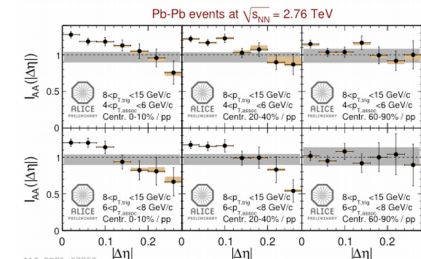 Pb-Pb events at √sNN = 2.76 TeV
IAA(|Δη|)
1
0.5
ALICE
PRELIMINARY
8<pT,trig<15 GeV/c
4<pT,assoc<6 GeV/c
Centr. 0-10% / pp
ALICE
PRELIMINARY
8<pT,trig<15 GeV/c
4<pT,assoc<6 GeV/c
Centr. 20-40% / pp
ALICE
PRELIMINARY
8<pT,trig<15 GeV/c
4<pT,assoc<6 GeV/c
Centr. 60-90% / pp
IAA(|Δη|)
1
0.5
0
ALICE
PRELIMINARY
8<pT,trig<15 GeV/c
6<pT,assoc<8 GeV/c
Centr. 0-10% / pp
ALICE
PRELIMINARY
8<pT,trig<15 GeV/c
6<pT,assoc<8 GeV/c
Centr. 20-40% / pp
ALICE
PRELIMINARY
8<pT,trig<15 GeV/c
6<pT,assoc<8 GeV/c
Centr. 60-90% / pp
0 0.1 0.2 0 0.1 0.2 0 0.1 0.2
|Δη| |Δη| |Δη|